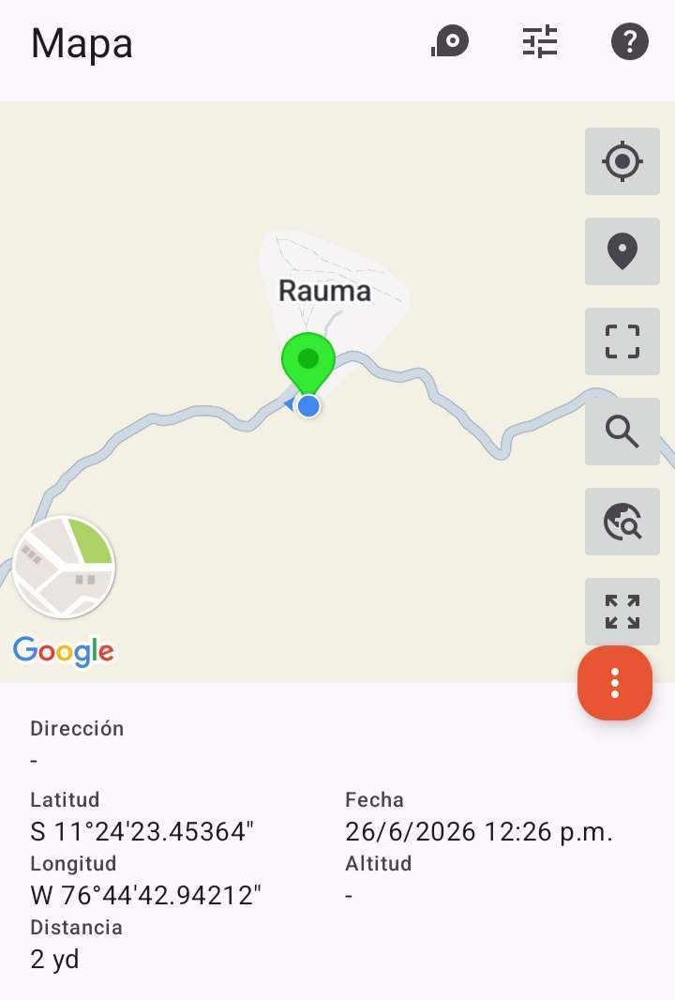 Mapa
Rauma
Google
Dirección
-
Latitud
Fecha
S 11°24'23.45364"
26/6/2026 12:26 p.m.
Longitud
Altitud
W 76°44'42.94212"
-
Distancia
2 yd